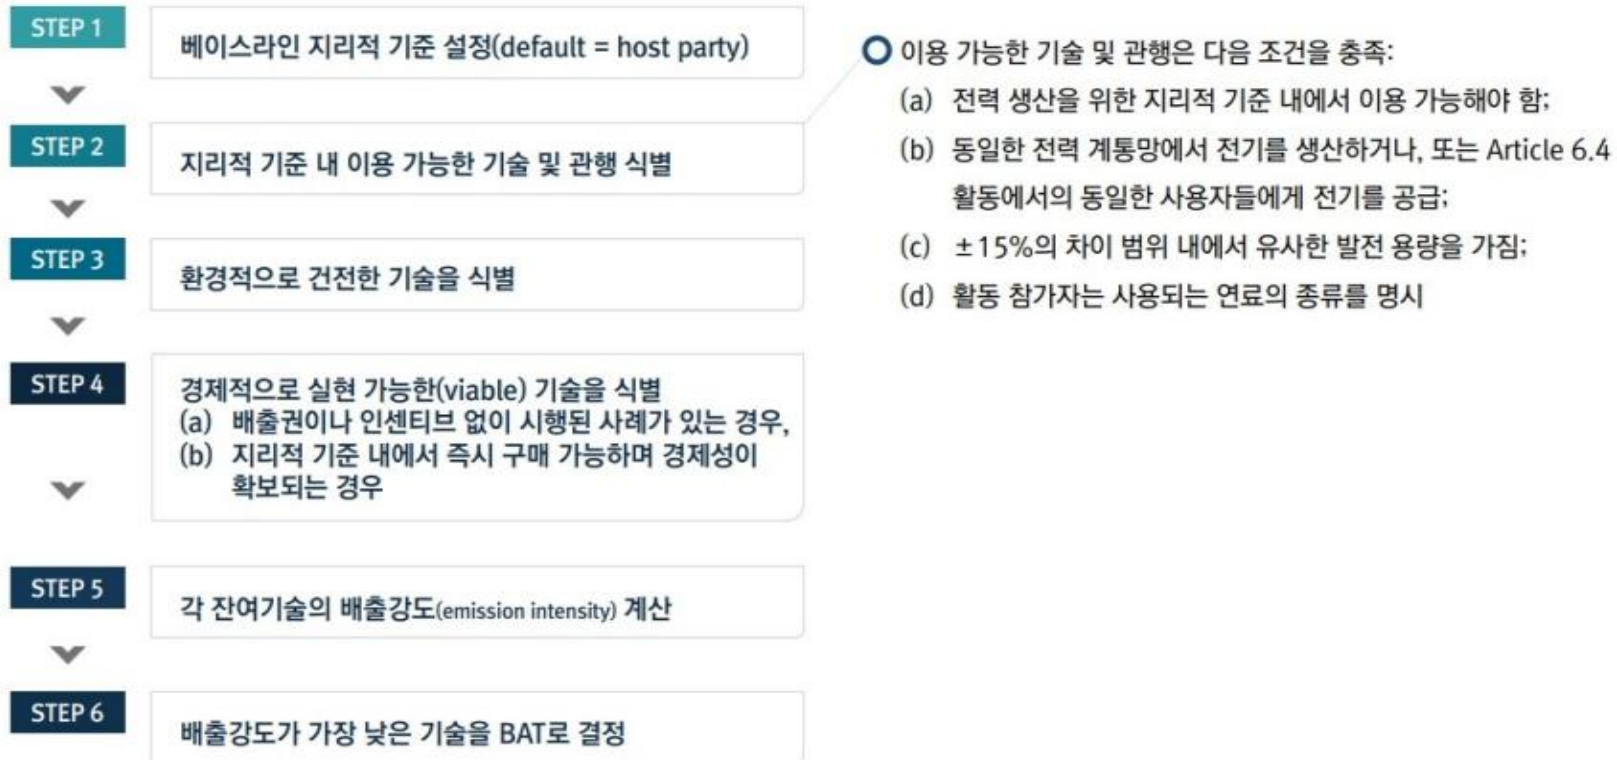 STEP 1
베이스라인 지리적 기준 설정(default = host party)
STEP 2
지리적 기준 내 이용 가능한 기술 및 관행 식별
STEP 3
환경적으로 건전한 기술을 식별
STEP 4
경제적으로 실현 가능한(viable) 기술을 식별
(a) 배출권이나 인센티브 없이 시행된 사례가 있는 경우,
(b) 지리적 기준 내에서 즉시 구매 가능하며 경제성이
확보되는 경우
STEP 5
각 잔여기술의 배출강도(emission intensity) 계산
STEP 6
배출강도가 가장 낮은 기술을 BAT로 결정
이용 가능한 기술 및 관행은 다음 조건을 충족:
(a) 전력 생산을 위한 지리적 기준 내에서 이용 가능해야 함;
(b) 동일한 전력 계통망에서 전기를 생산하거나, 또는 Article 6.4
활동에서의 동일한 사용자들에게 전기를 공급;
(c) ±15%의 차이 범위 내에서 유사한 발전 용량을 가짐;
(d) 활동 참가자는 사용되는 연료의 종류를 명시